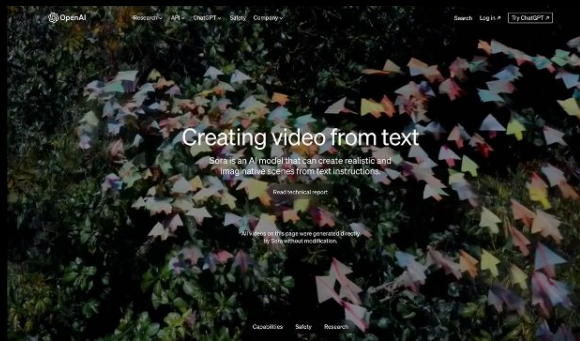 OpenAI
Research
API
ChatGPT
Safety
Company
Search
Log in
Try ChatGPT
Creating video from text
Sora is an AI model that can create realistic and
imaginative scenes from text instructions.
Read technical report
All videos on this page were generated directly
by Sora without modification.
Capabilities
Safety
Research